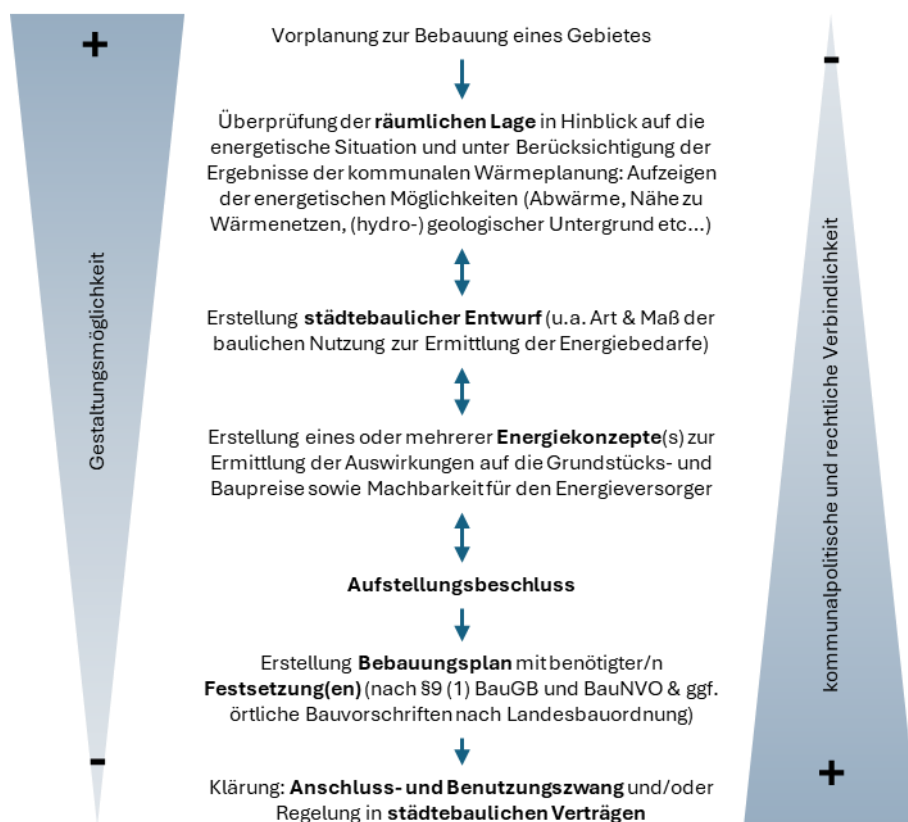 +
Vorplanung zur Bebauung eines Gebietes
-
Überprüfung der räumlichen Lage in Hinblick auf die
energetische Situation und unter Berücksichtigung der
Ergebnisse der kommunalen Wärmeplanung: Aufzeigen
der energetischen Möglichkeiten (Abwärme, Nähe zu
Wärmenetzen, (hydro-) geologischer Untergrund etc...)
Gestaltungsmöglichkeit
kommunalpolitische und rechtliche Verbindlichkeit
Erstellung städtebaulicher Entwurf (u.a. Art & Maß der
baulichen Nutzung zur Ermittlung der Energiebedarfe)
Erstellung eines oder mehrerer Energiekonzepte(s) zur
Ermittlung der Auswirkungen auf die Grundstücks- und
Baupreise sowie Machbarkeit für den Energieversorger
Aufstellungsbeschluss
Erstellung Bebauungsplan mit benötigter/n
Festsetzung(en) (nach §9 (1) BauGB und BauNVO & ggf.
örtliche Bauvorschriften nach Landesbauordnung)
-
+
Klärung: Anschluss- und Benutzungszwang und/oder
Regelung in städtebaulichen Verträgen